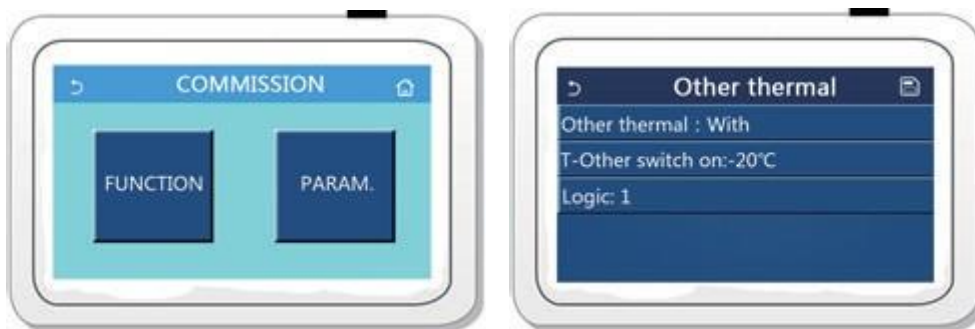 COMMISSION
FUNCTION
PARAM.
Other thermal
Other thermal : With
T-Other switch on:-20℃
Logic: 1